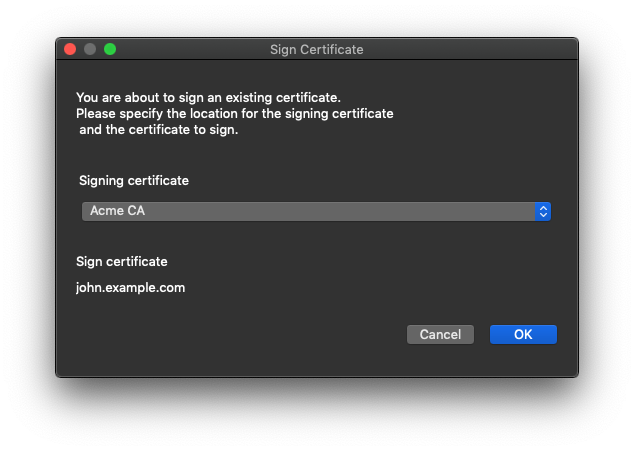 Sign Certificate
You are about to sign an existing certificate.
Please specify the location for the signing certificate
and the certificate to sign.
Signing certificate
Acme CA
Sign certificate
john.example.com
Cancel OK